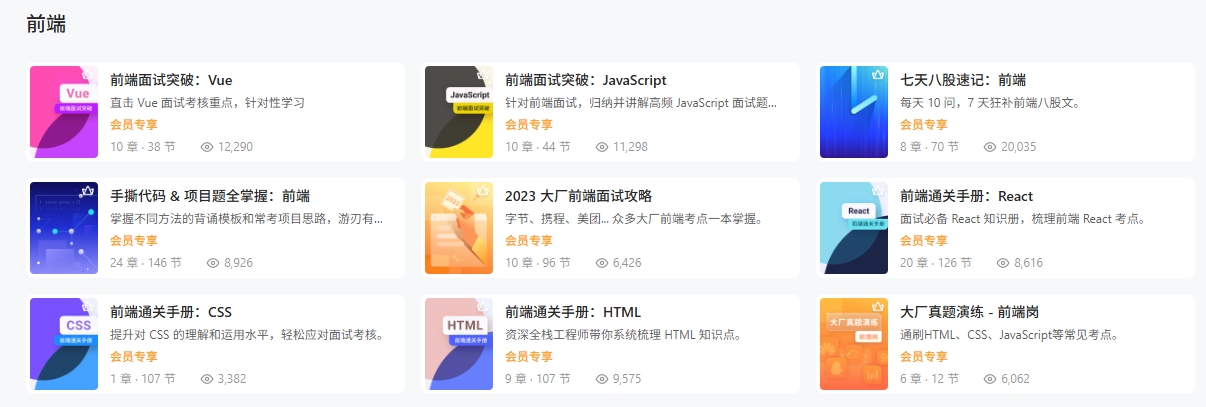 前端
Vue
前端面试突破
前端面试突破：Vue
直击 Vue 面试考核重点，针对性学习
会员专享
10 章 · 38 节 12,290
JavaScript
前端面试突破
前端面试突破：JavaScript
针对前端面试，归纳并讲解高频 JavaScript 面试题...
会员专享
10 章 · 44 节 11,298
七天八股速记：前端
每天 10 问，7 天狂补前端八股文。
会员专享
8 章 · 70 节 20,035
手撕代码 & 项目题全掌握：前端
掌握不同方法的背诵模板和常考项目思路，游刃有...
会员专享
24 章 · 146 节 8,926
2023
2023 大厂前端面试攻略
字节、携程、美团... 众多大厂前端考点一本掌握。
会员专享
10 章 · 96 节 6,426
React
前端通关手册
前端通关手册：React
面试必备 React 知识册，梳理前端 React 考点。
会员专享
20 章 · 126 节 8,616
CSS
前端通关手册
前端通关手册：CSS
提升对 CSS 的理解和运用水平，轻松应对面试考核。
会员专享
1 章 · 107 节 3,382
HTML
前端通关手册
前端通关手册：HTML
资深全栈工程师带你系统梳理 HTML 知识点。
会员专享
9 章 · 107 节 9,575
大厂真题演练
前端岗
大厂真题演练 - 前端岗
通刷HTML、CSS、JavaScript等常见考点。
会员专享
6 章 · 12 节 6,062